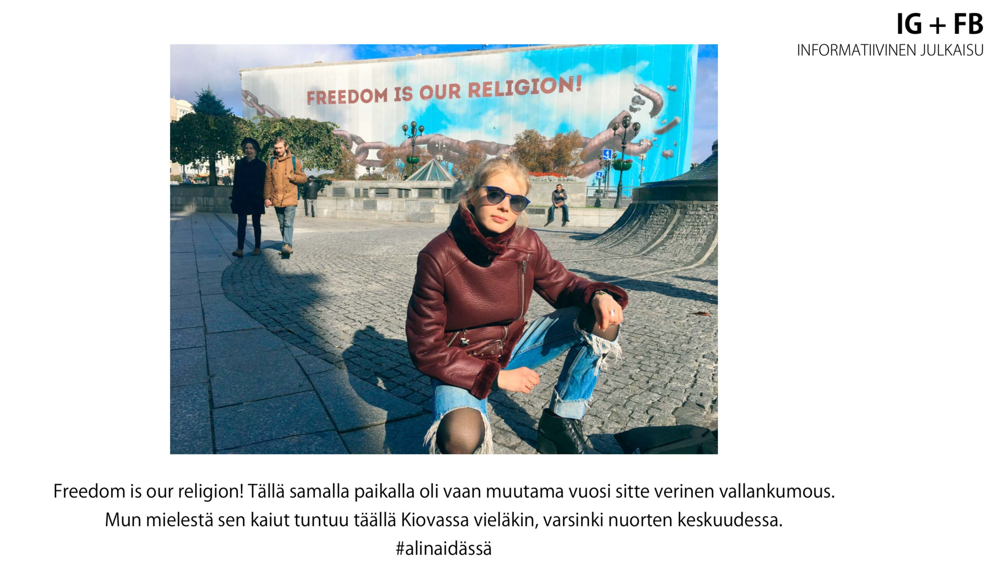 IG + FB
INFORMATIIVINEN JULKAISU
FREEDOM IS OUR RELIGION!
Freedom is our religion! Tällä samalla paikalla oli vaan muutama vuosi sitte verinen vallankumous.
Mun mielestä sen kaiut tuntuu täällä Kiovassa vieläkin, varsinki nuorten keskuudessa.
#alinaidässä